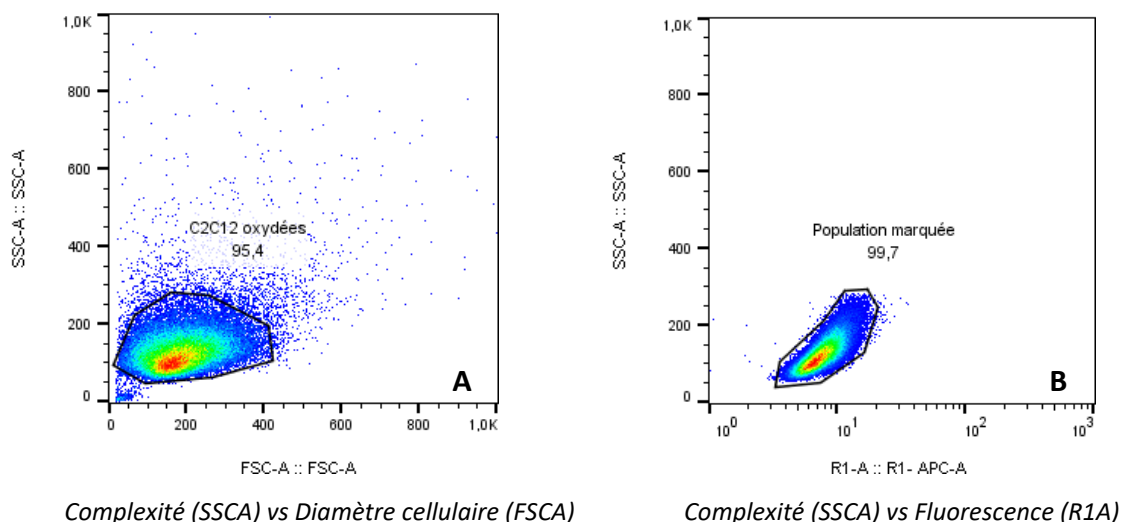 1,0K
800
600
400
200
0
SSC-A :: SSC-A
C2C12 oxydées
95,4
A
0 200 400 600 800 1,0K
FSC-A :: FSC-A
Complexité (SSCA) vs Diamètre cellulaire (FSCA)
1,0K
800
600
400
200
0
SSC-A :: SSC-A
Population marquée
99,7
B
10⁰ 10¹ 10² 10³
R1-A :: R1- APC-A
Complexité (SSCA) vs Fluorescence (R1A)